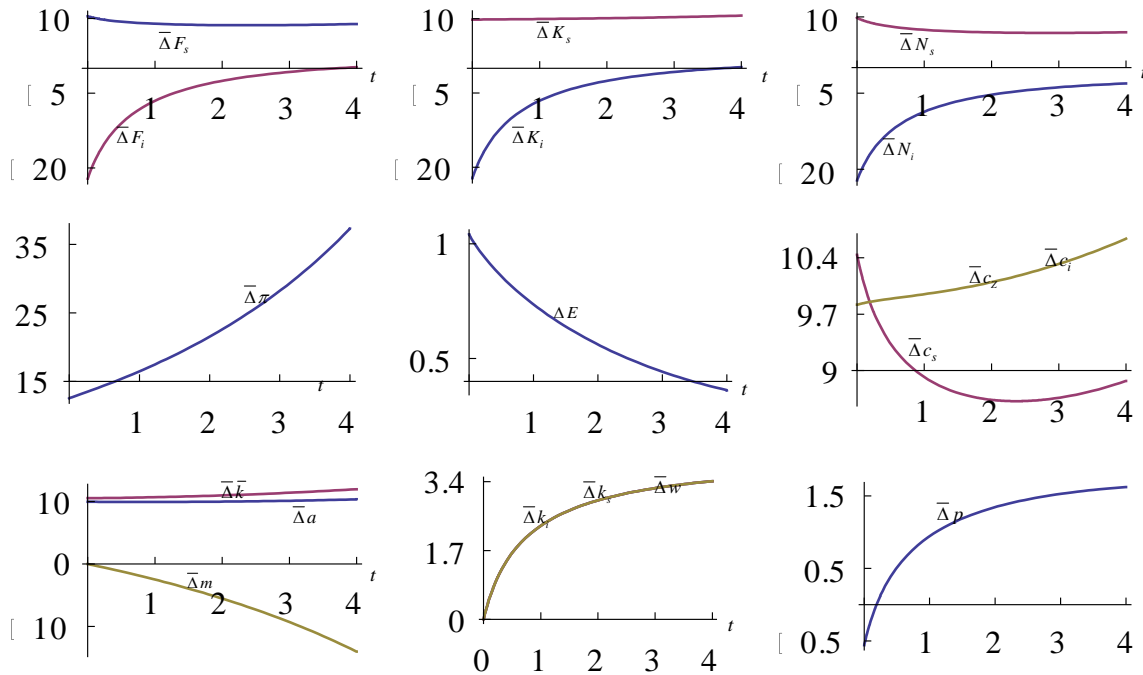 10
Δ̅F_s
t
[ 5
1 2 3 4
Δ̅F_i
[ 20
10
Δ̅K_s
t
[ 5
1 2 3 4
Δ̅K_i
[ 20
10
Δ̅N_s
t
[ 5
1 2 3 4
Δ̅N_i
[ 20
35
Δ̅π
25
15
t
1 2 3 4
1
ΔE
0.5
t
1 2 3 4
10.4
Δ̅c_z Δ̅c_i
9.7
Δ̅c_s
9
t
1 2 3 4
Δ̅k̅
10
Δ̅a
0
t
Δ̅m
1 2 3 4
[ 10
3.4
Δ̅k_i Δ̅k_s Δ̅w
1.7
0
t
0 1 2 3 4
1.5
Δ̅p
0.5
t
1 2 3 4
[ 0.5